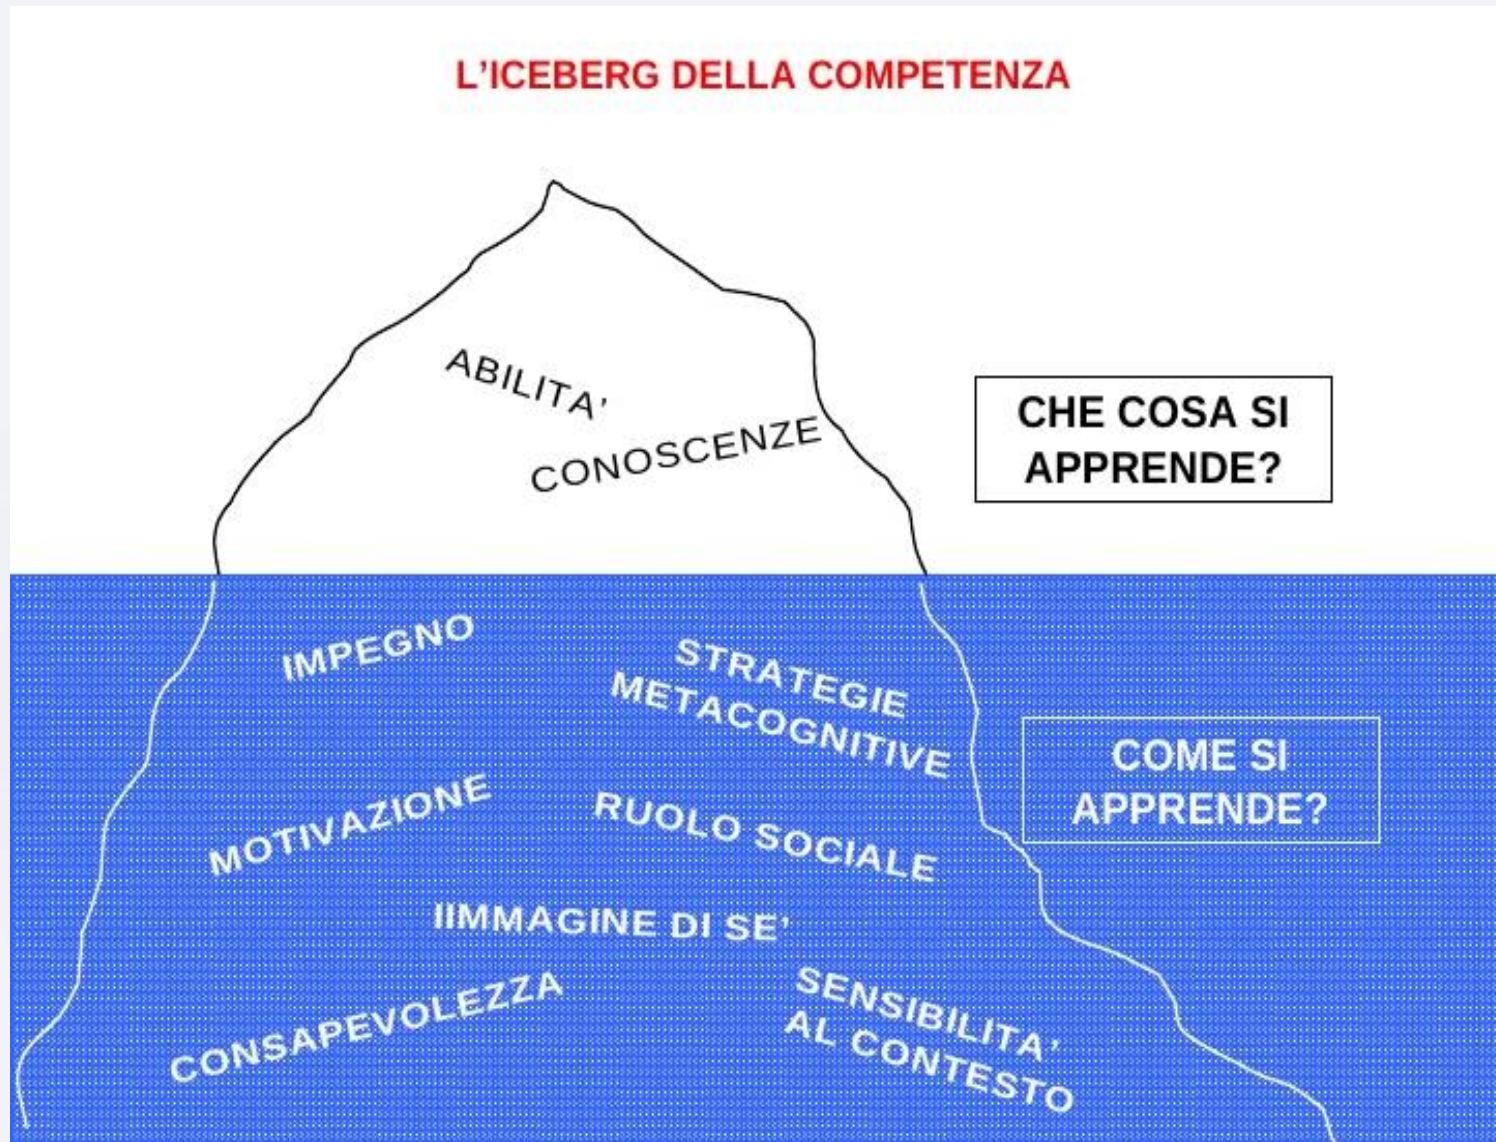 L’ICEBERG DELLA COMPETENZA
ABILITA’
CONOSCENZE
CHE COSA SI
APPRENDE?
IMPEGNO
STRATEGIE
METACOGNITIVE
COME SI
APPRENDE?
MOTIVAZIONE
RUOLO SOCIALE
IIMMAGINE DI SE’
CONSAPEVOLEZZA
SENSIBILITA’
AL CONTESTO